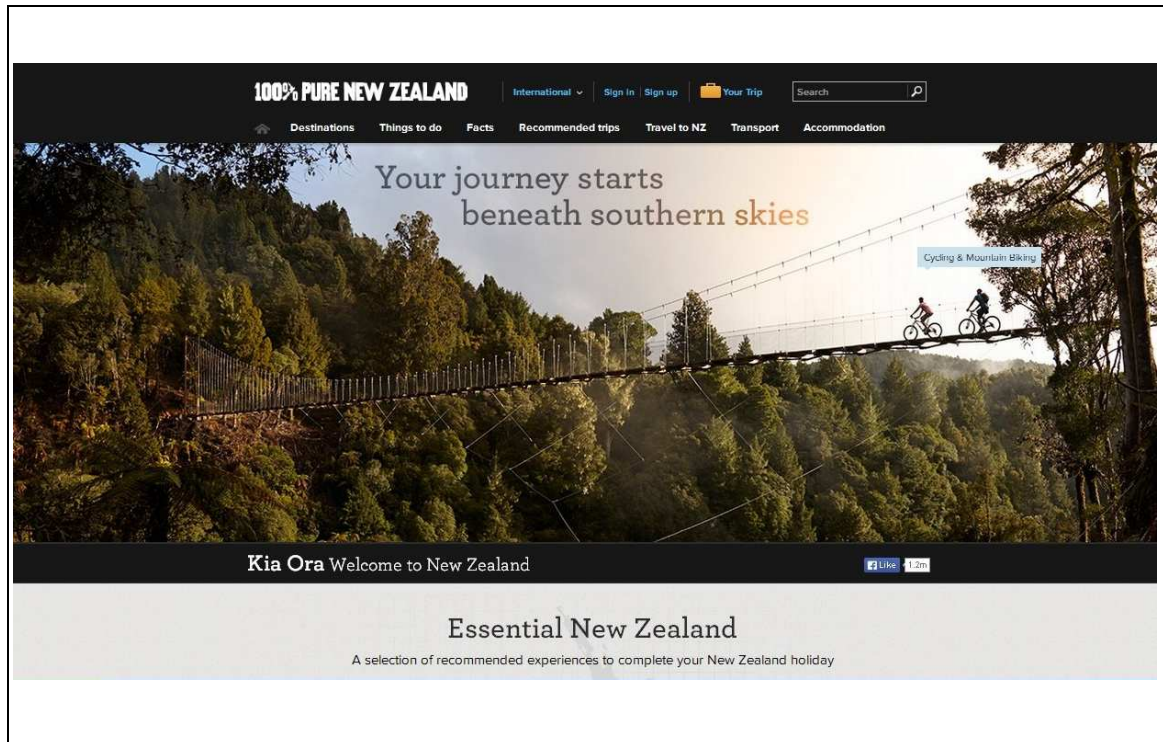 100% PURE NEW ZEALAND
International
Sign in | Sign up
Your Trip
Search
Destinations Things to do Facts Recommended trips Travel to NZ Transport Accommodation
Your journey starts
beneath southern skies
Cycling & Mountain Biking
Kia Ora Welcome to New Zealand
Like 1.2m
Essential New Zealand
A selection of recommended experiences to complete your New Zealand holiday